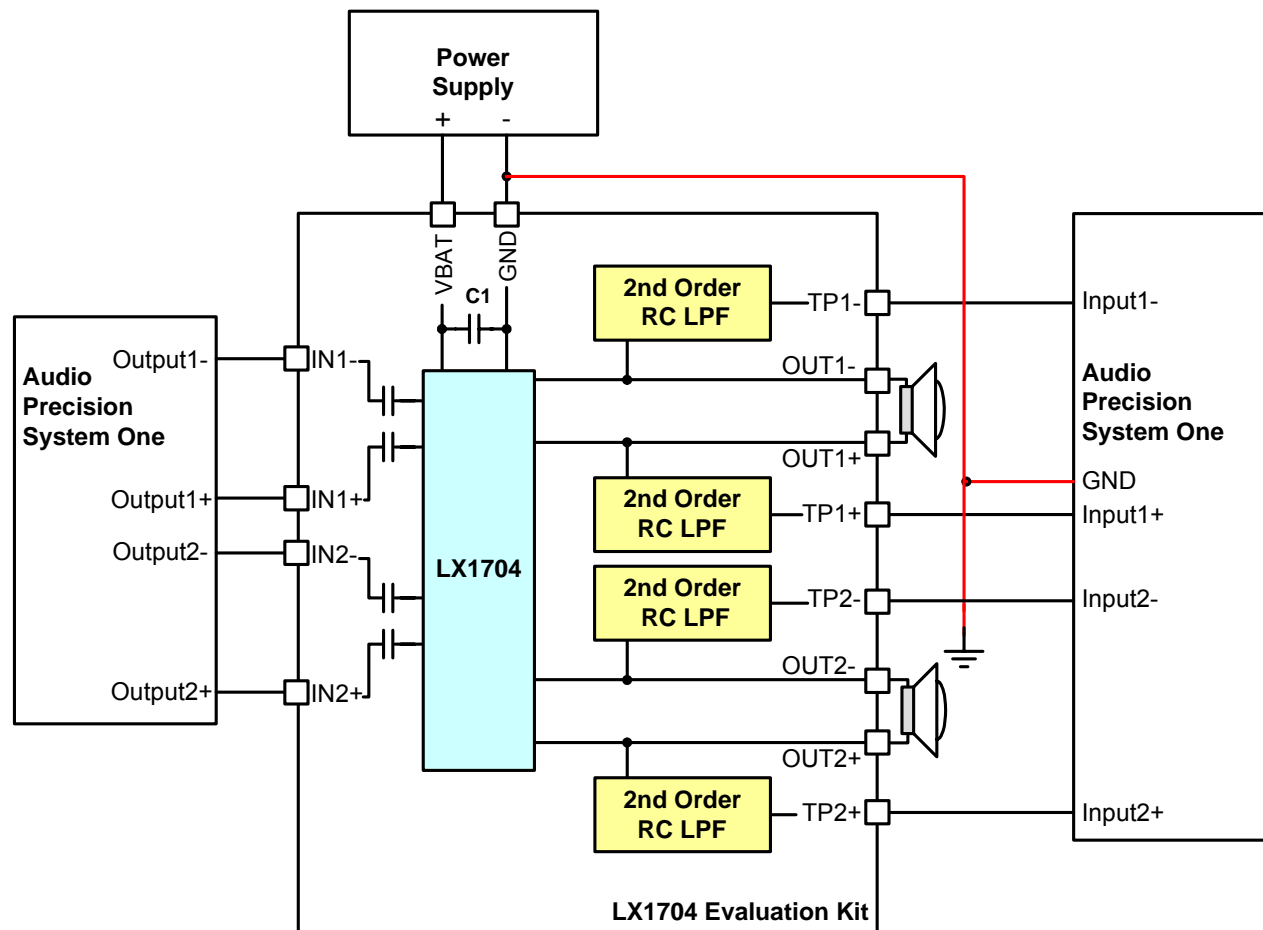 Power
Supply
+ -
VBAT
GND
C1
Audio
Precision
System One
Output1-
Output1+
Output2-
Output2+
IN1-
IN1+
IN2-
IN2+
LX1704
2nd Order
RC LPF
TP1-
OUT1-
OUT1+
2nd Order
RC LPF
TP1+
2nd Order
RC LPF
TP2-
OUT2-
OUT2+
2nd Order
RC LPF
TP2+
Input1-
Audio
Precision
System One
GND
Input1+
Input2-
Input2+
LX1704 Evaluation Kit